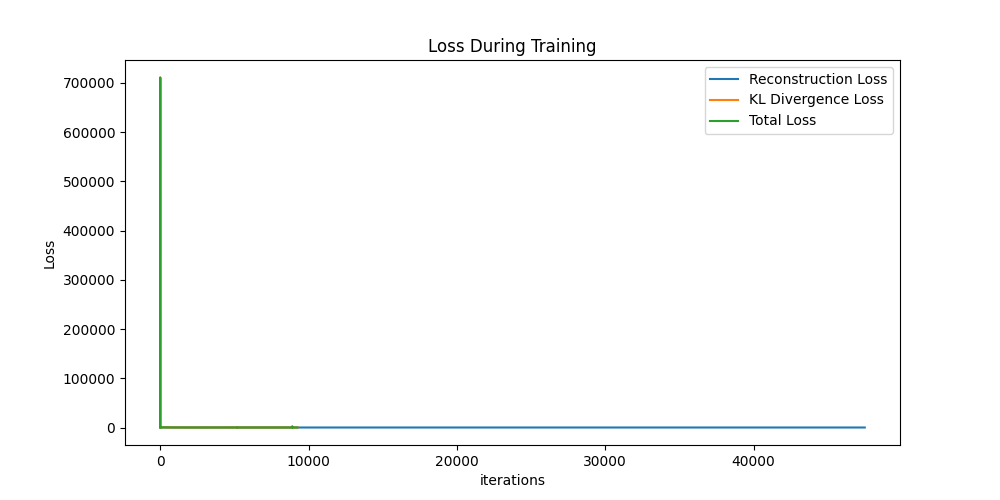 Loss During Training
Reconstruction Loss
KL Divergence Loss
Total Loss
700000
600000
500000
400000
300000
200000
100000
0
Loss
0 10000 20000 30000 40000
iterations